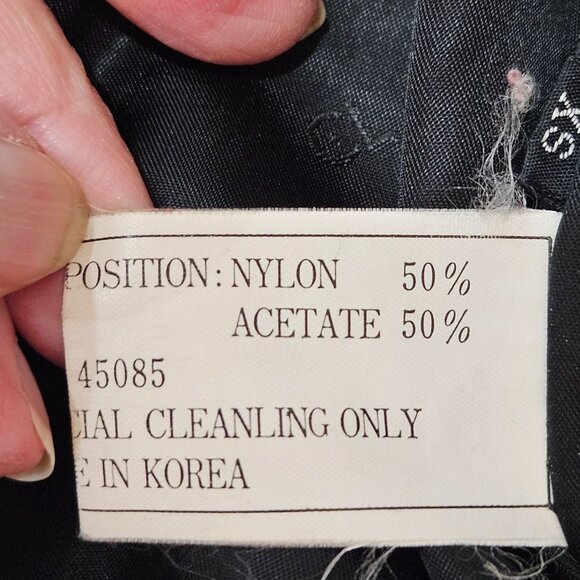 POSITION: NYLON 50%
ACETATE 50%
45085
CIAL CLEANLING ONLY
E IN KOREA